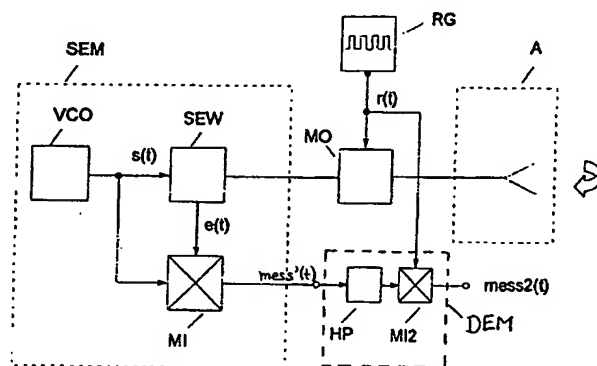 RG
SEM
A
VCO
SEW
r(t)
s(t)
MO
e(t)
mess'(t)
mess2(t)
MI
HP
MI2
DEM